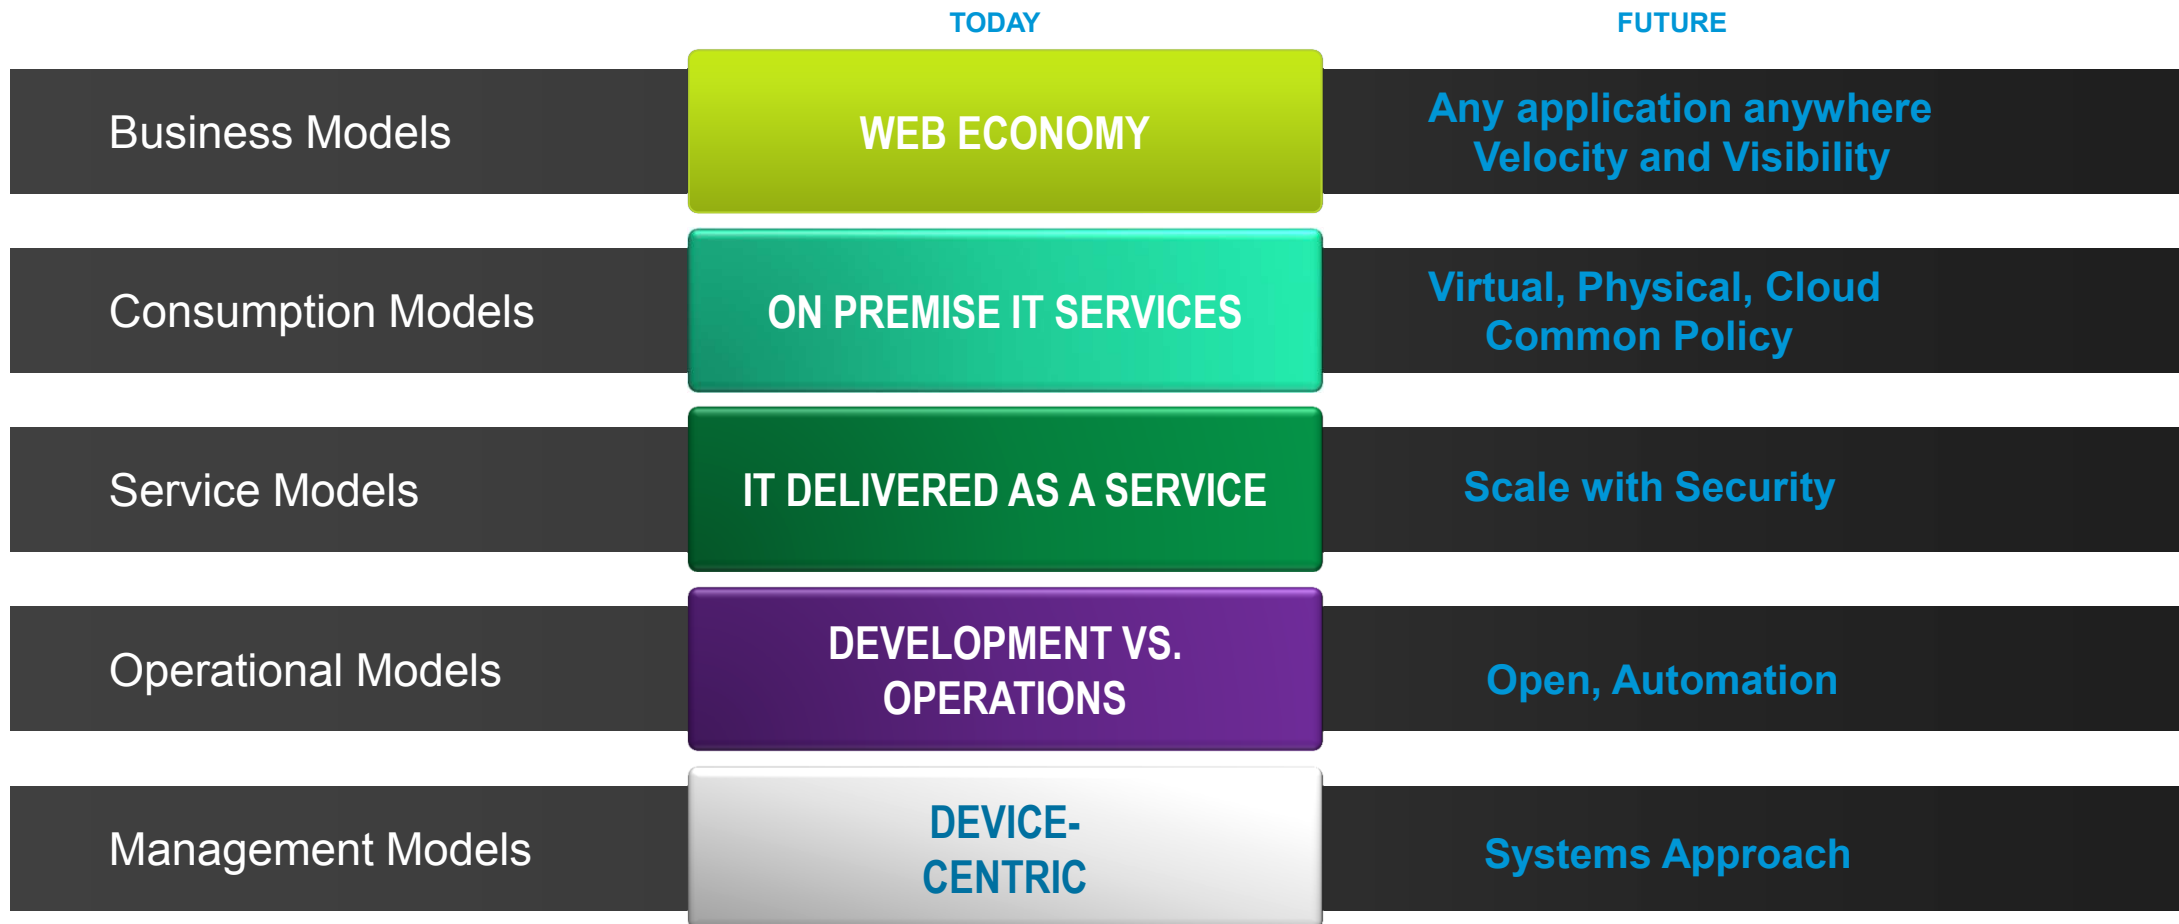 TODAY
FUTURE
Business Models
WEB ECONOMY
Any application anywhere
Velocity and Visibility
Consumption Models
ON PREMISE IT SERVICES
Virtual, Physical, Cloud
Common Policy
Service Models
IT DELIVERED AS A SERVICE
Scale with Security
Operational Models
DEVELOPMENT VS.
OPERATIONS
Open, Automation
Management Models
DEVICE-
CENTRIC
Systems Approach